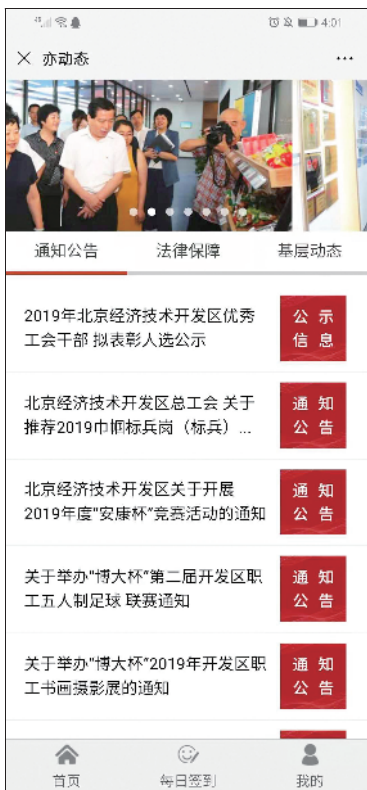 4:01
亦动态
通知公告
法律保障
基层动态
2019年北京经济技术开发区优秀
工会干部 拟表彰人选公示
公 示
信 息
北京经济技术开发区总工会 关于
推荐2019巾帼标兵岗（标兵）...
通 知
公 告
北京经济技术开发区关于开展
2019年度"安康杯"竞赛活动的通知
通 知
公 告
关于举办"博大杯"第二届开发区职
工五人制足球 联赛通知
通 知
公 告
关于举办"博大杯"2019年开发区职
工书画摄影展的通知
通 知
公 告
首页
每日签到
我的